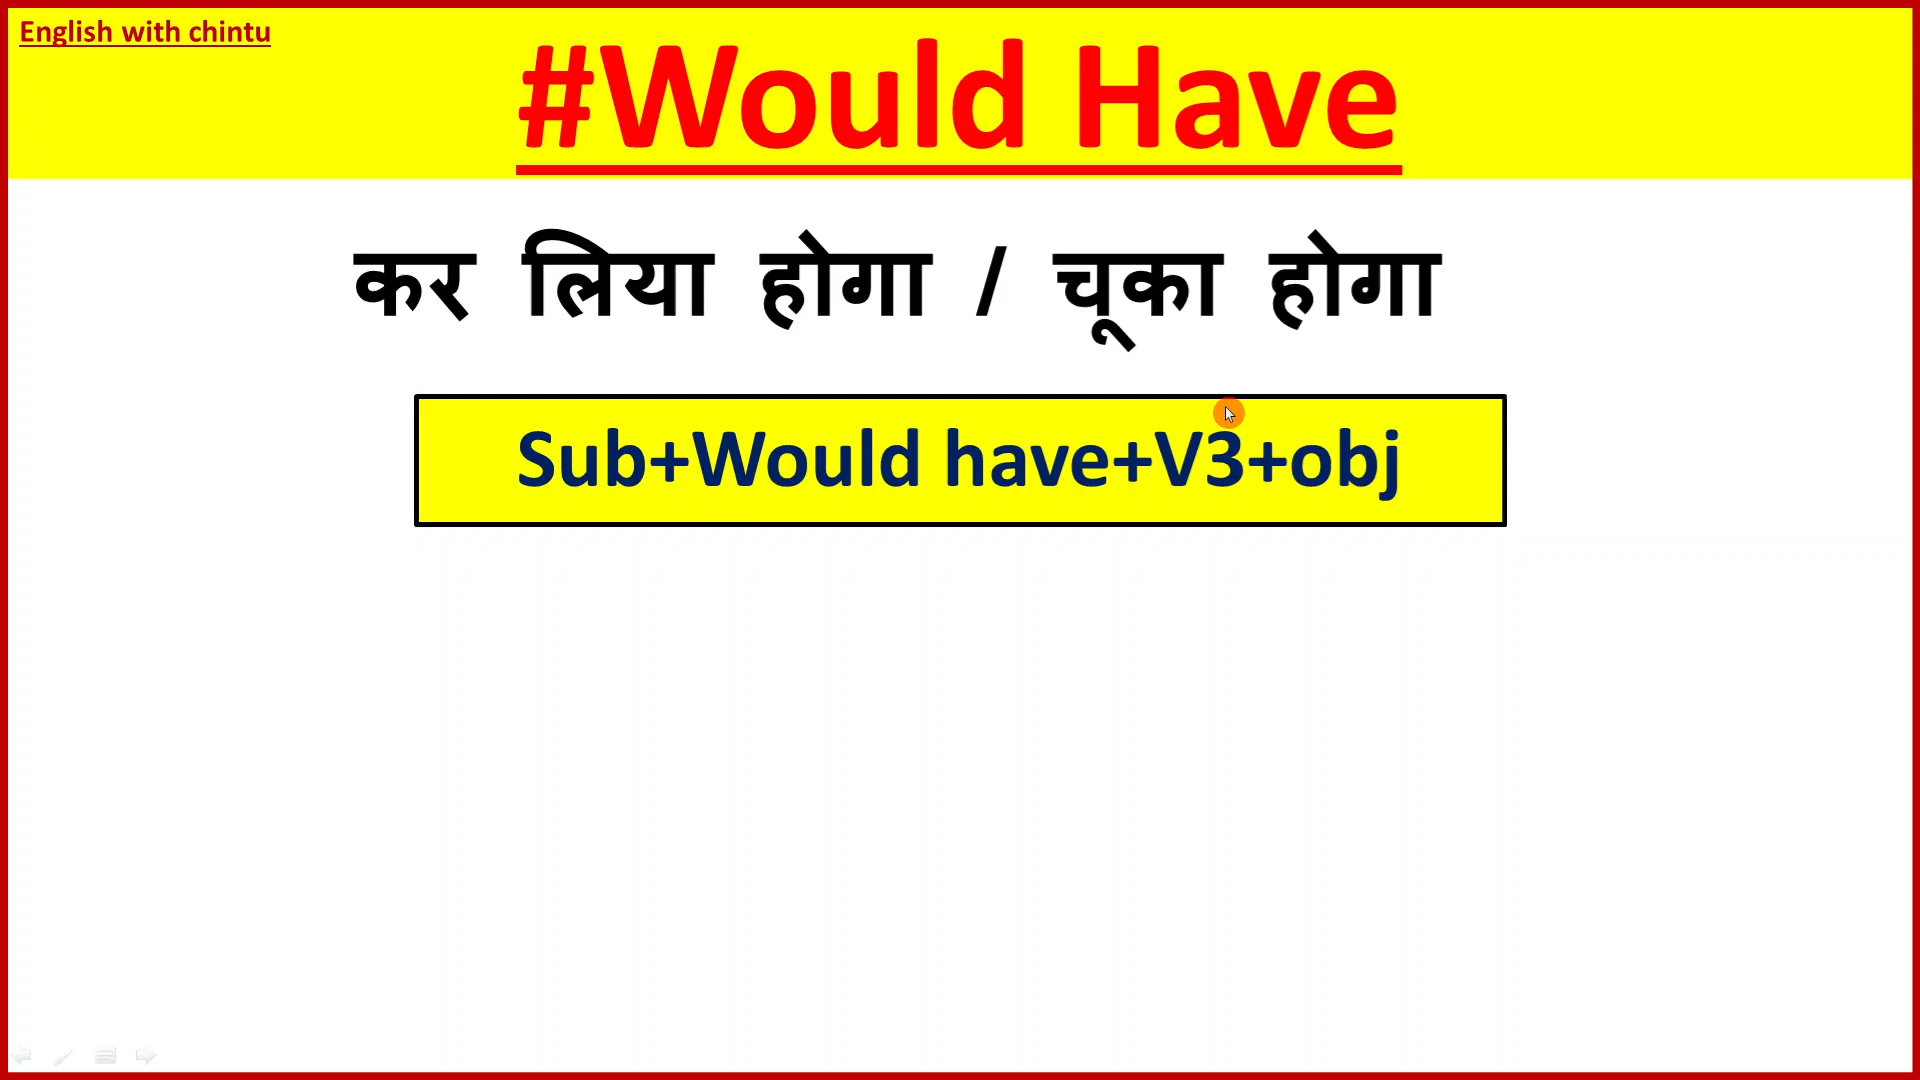 English with chintu
#Would Have
कर लिया होगा / चूका होगा
Sub+Would have+V3+obj